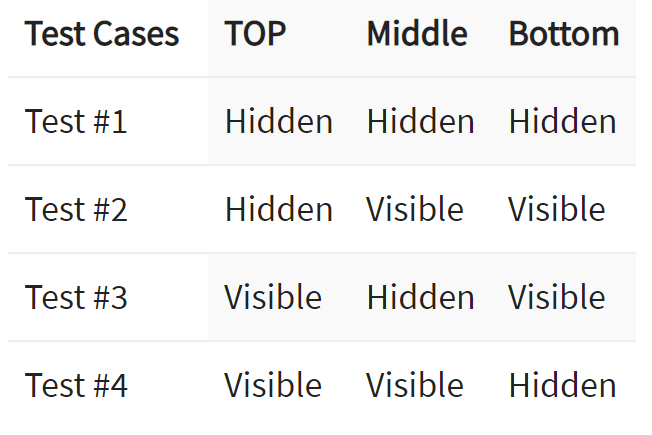 Test Cases TOP Middle Bottom
Test #1 Hidden Hidden Hidden
Test #2 Hidden Visible Visible
Test #3 Visible Hidden Visible
Test #4 Visible Visible Hidden